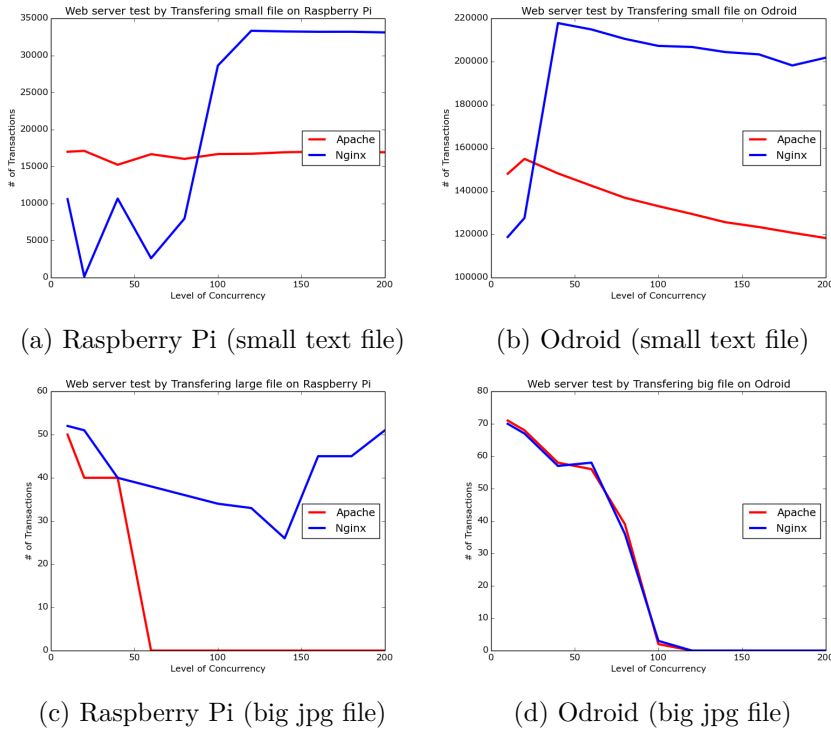 Web server test by Transfering small file on Raspberry Pi
35000
30000
25000
20000
15000
10000
5000
0
# of Transactions
Apache
Nginx
0 50 100 150 200
Level of Concurrency
(a) Raspberry Pi (small text file)
Web server test by Transfering small file on Odroid
220000
200000
180000
160000
140000
120000
100000
# of Transactions
Apache
Nginx
0 50 100 150 200
Level of Concurrency
(b) Odroid (small text file)
Web server test by Transfering large file on Raspberry Pi
60
50
40
30
20
10
0
# of Transactions
Apache
Nginx
0 50 100 150 200
Level of Concurrency
(c) Raspberry Pi (big jpg file)
Web server test by Transfering big file on Odroid
80
70
60
50
40
30
20
10
0
# of Transactions
Apache
Nginx
0 50 100 150 200
Level of Concurrency
(d) Odroid (big jpg file)